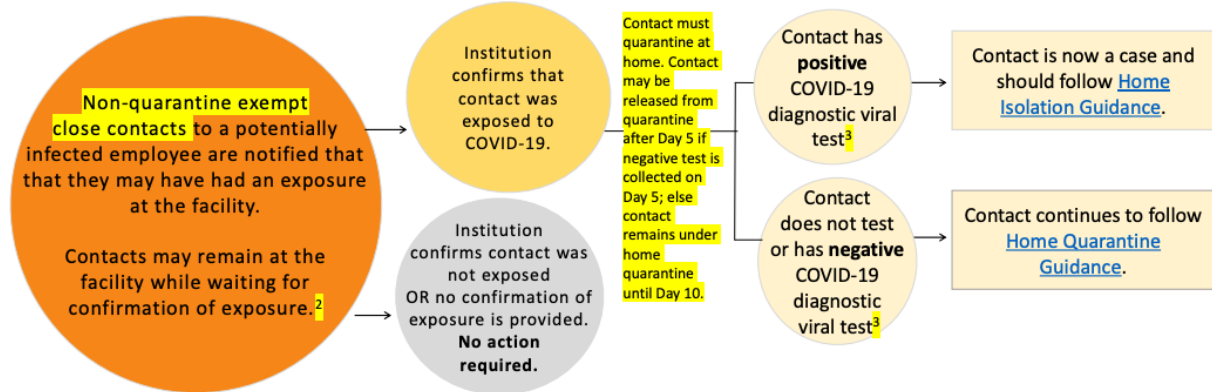 Non-quarantine exempt
close contacts to a potentially
infected employee are notified that
that they may have had an exposure
at the facility.
Contacts may remain at the
facility while waiting for
confirmation of exposure.2
Institution
confirms that
contact was
exposed to
COVID-19.
Institution
confirms contact was
not exposed
OR no confirmation of
exposure is provided.
No action
required.
Contact must
quarantine at
home. Contact
may be
released from
quarantine
after Day 5 if
negative test is
collected on
Day 5; else
contact
remains under
home
quarantine
until Day 10.
Contact has
positive
COVID-19
diagnostic viral
test3
Contact is now a case and
should follow Home
Isolation Guidance.
Contact
does not test
or has negative
COVID-19
diagnostic
viral test3
Contact continues to follow
Home Quarantine
Guidance.